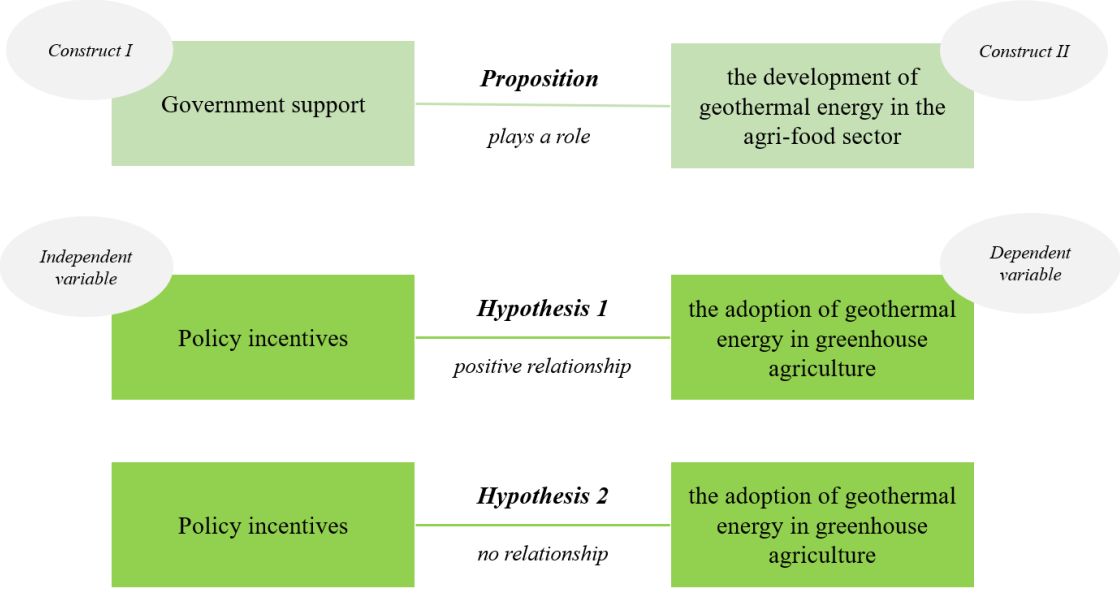 Construct I
Construct II
Government support
Proposition
plays a role
the development of
geothermal energy in the
agri-food sector
Independent
variable
Dependent
variable
Policy incentives
Hypothesis 1
positive relationship
the adoption of geothermal
energy in greenhouse
agriculture
Policy incentives
Hypothesis 2
no relationship
the adoption of geothermal
energy in greenhouse
agriculture